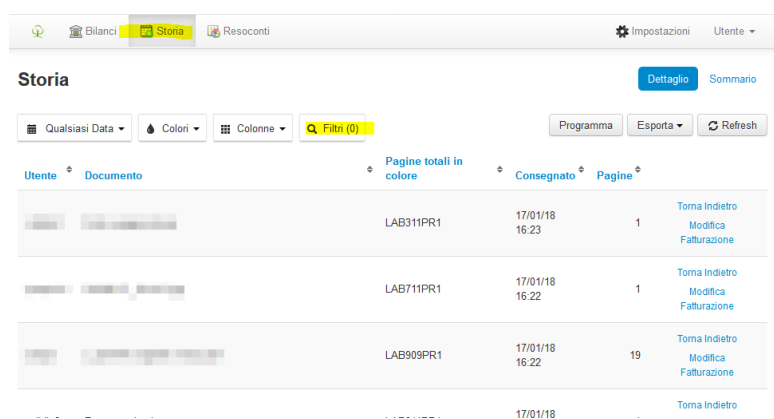 Bilanci Storia Resoconti Impostazioni Utente
Storia Dettaglio Sommario
Qualsiasi Data Colori Colonne Filtri (0) Programma Esporta Refresh
Utente Documento Pagine totali in colore Consegnato Pagine
LAB311PR1 17/01/18 16:23 1 Torna Indietro
Modifica Fatturazione
LAB711PR1 17/01/18 16:22 1 Torna Indietro
Modifica Fatturazione
LAB909PR1 17/01/18 16:22 19 Torna Indietro
Modifica Fatturazione
17/01/18 Torna Indietro